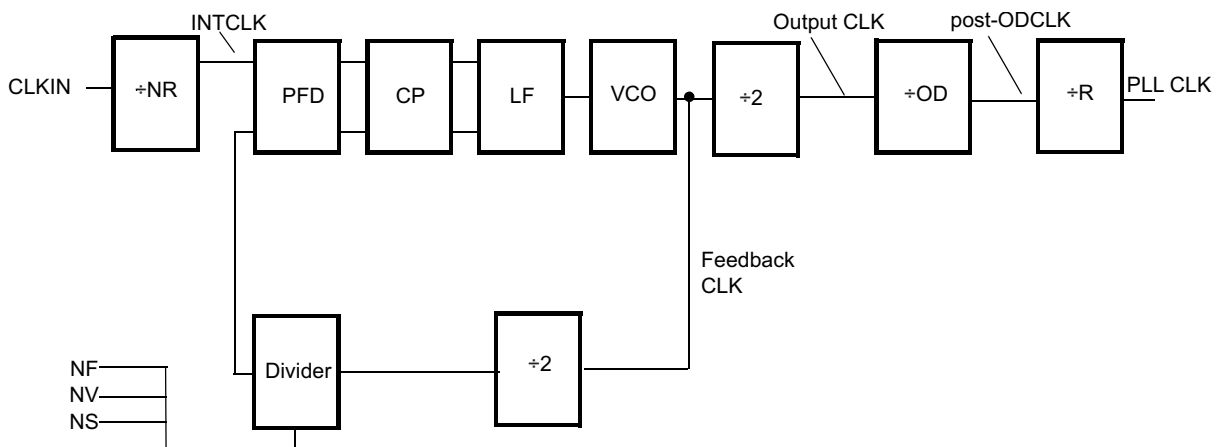 INTCLK
Output CLK
post-ODCLK
CLKIN
÷NR
PFD
CP
LF
VCO
÷2
÷OD
÷R
PLL CLK
Feedback
CLK
Divider
÷2
NF
NV
NS